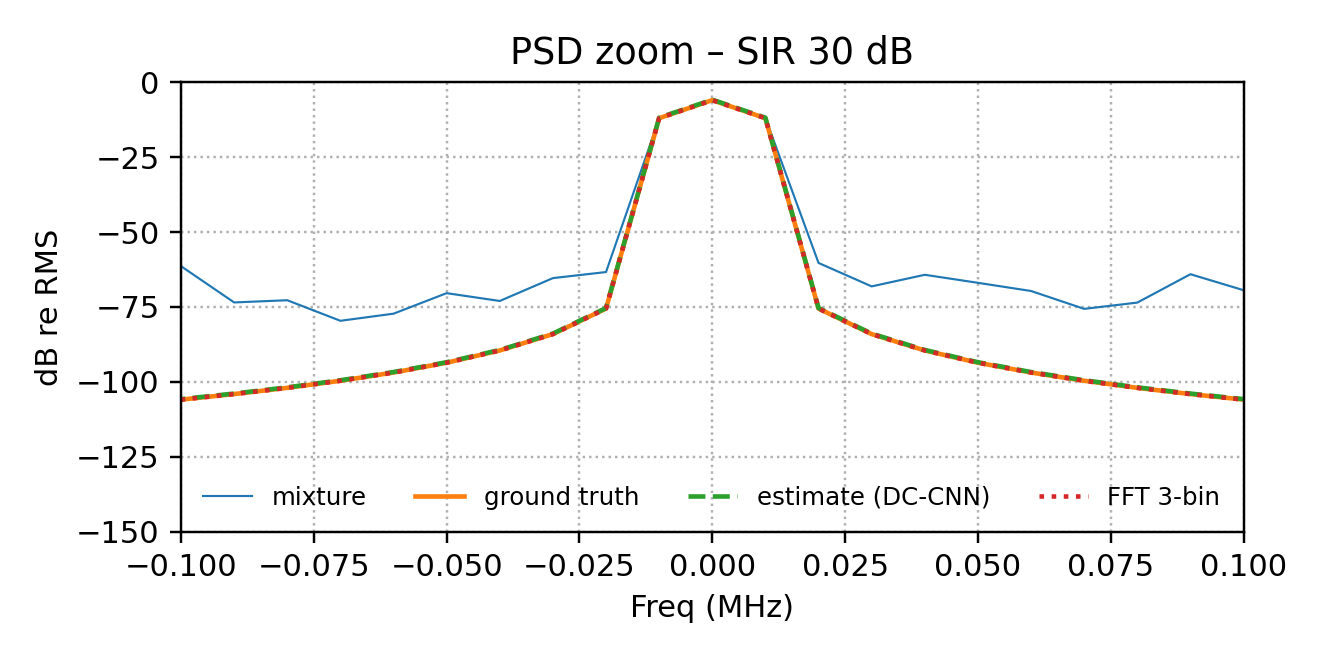 PSD zoom – SIR 30 dB
dB re RMS
0
−25
−50
−75
−100
−125
−150
mixture ground truth estimate (DC-CNN) FFT 3-bin
−0.100 −0.075 −0.050 −0.025 0.000 0.025 0.050 0.075 0.100
Freq (MHz)